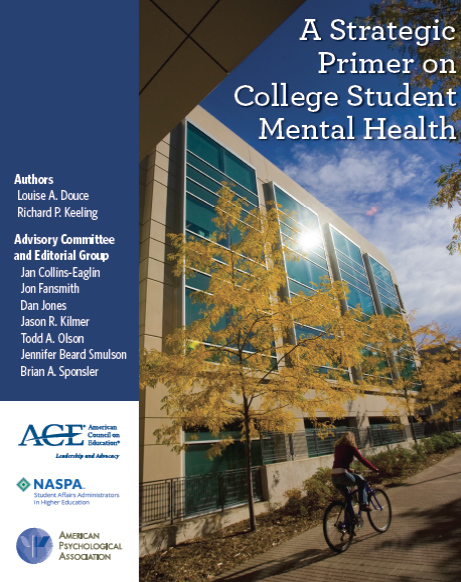 A Strategic
Primer on
College Student
Mental Health
Authors
Louise A. Douce
Richard P. Keeling
Advisory Committee
and Editorial Group
Jan Collins-Eaglin
Jon Fansmith
Dan Jones
Jason R. Kilmer
Todd A. Olson
Jennifer Beard Smulson
Brian A. Sponsler
ACE® American
Council on
Education®
Leadership and Advocacy
NASPA™
Student Affairs Administrators
in Higher Education
American
Psychological
Association